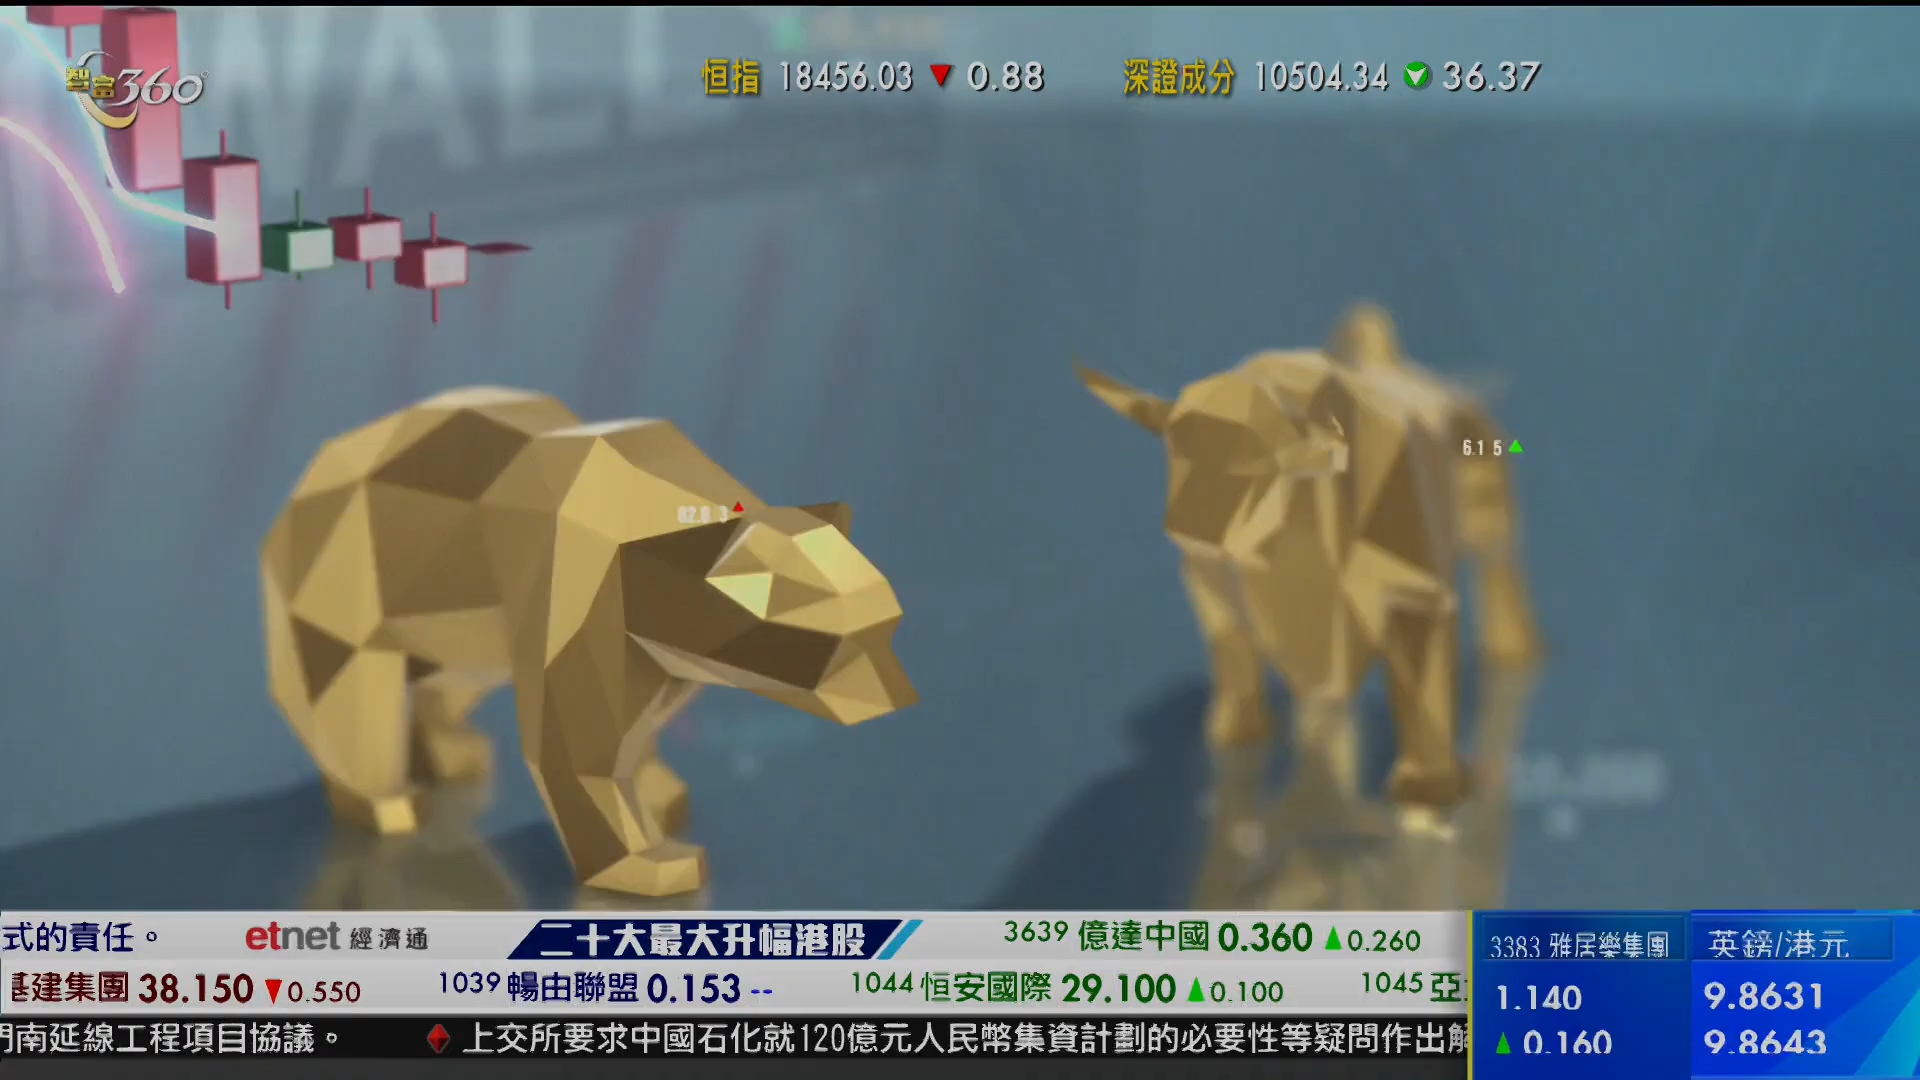 智富360°
WALL
恒指 18456.03 ▼ 0.88 深證成分 10504.34 ▼ 36.37
6.1 5 ▲
式的責任。 etnet 經濟通 二十大最大升幅港股 3639 億達中國 0.360 ▲0.260
基建集團 38.150 ▼0.550 1039 暢由聯盟 0.153 -- 1044 恒安國際 29.100 ▲0.100 1045 亞
門南延線工程項目協議。 ◆ 上交所要求中國石化就120億元人民幣集資計劃的必要性等疑問作出解
3383 雅居樂集團
1.140
▲ 0.160
英鎊/港元
9.8631
9.8643